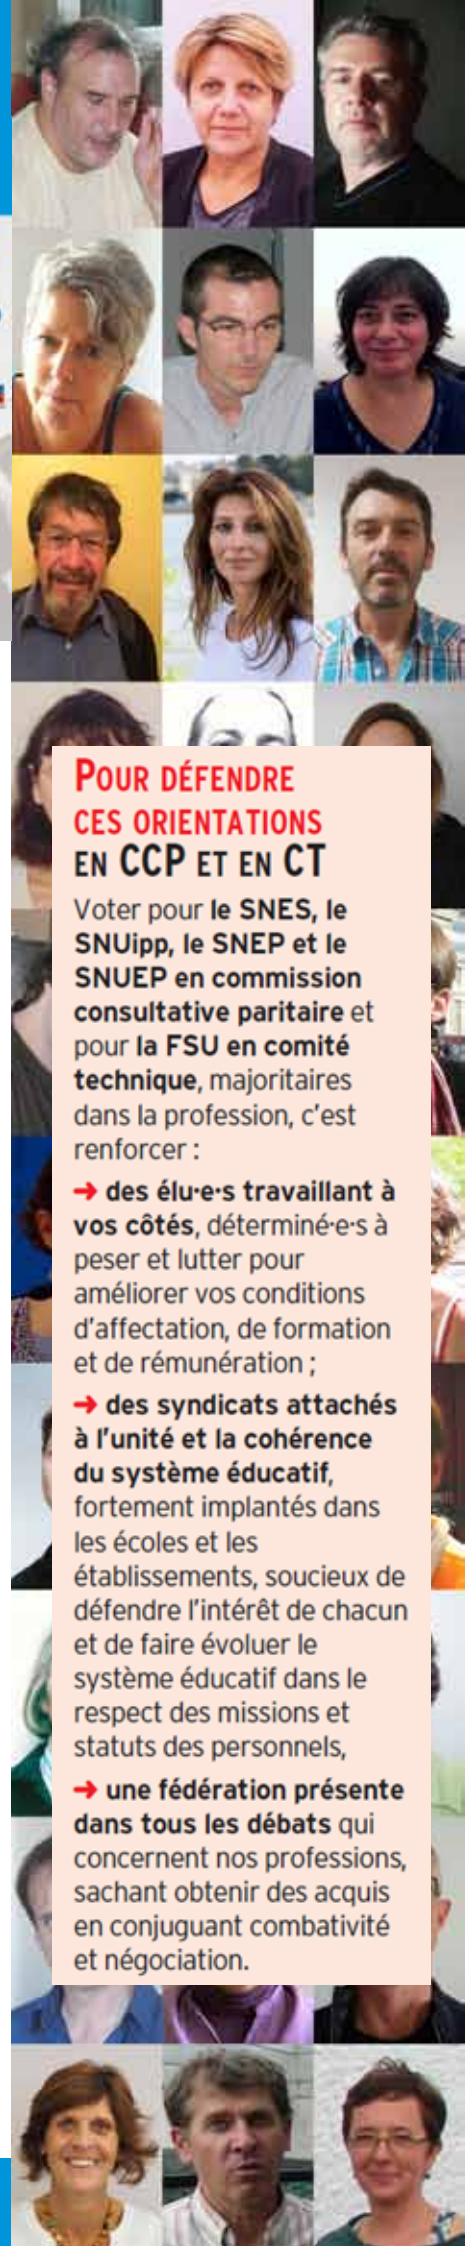 POUR DÉFENDRE
CES ORIENTATIONS
EN CCP ET EN CT
Voter pour le SNES, le
SNUipp, le SNEP et le
SNUEP en commission
consultative paritaire et
pour la FSU en comité
technique, majoritaires
dans la profession, c'est
renforcer :
➜ des élu·e·s travaillant à
vos côtés, déterminé·e·s à
peser et lutter pour
améliorer vos conditions
d'affectation, de formation
et de rémunération ;
➜ des syndicats attachés
à l'unité et la cohérence
du système éducatif,
fortement implantés dans
les écoles et les
établissements, soucieux de
défendre l'intérêt de chacun
et de faire évoluer le
système éducatif dans le
respect des missions et
statuts des personnels,
➜ une fédération présente
dans tous les débats qui
concernent nos professions,
sachant obtenir des acquis
en conjuguant combativité
et négociation.